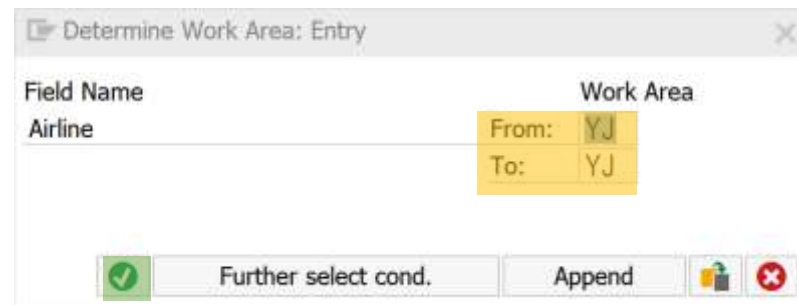 Determine Work Area: Entry
Field Name Work Area
Airline From: YJ
To: YJ
Further select cond. Append